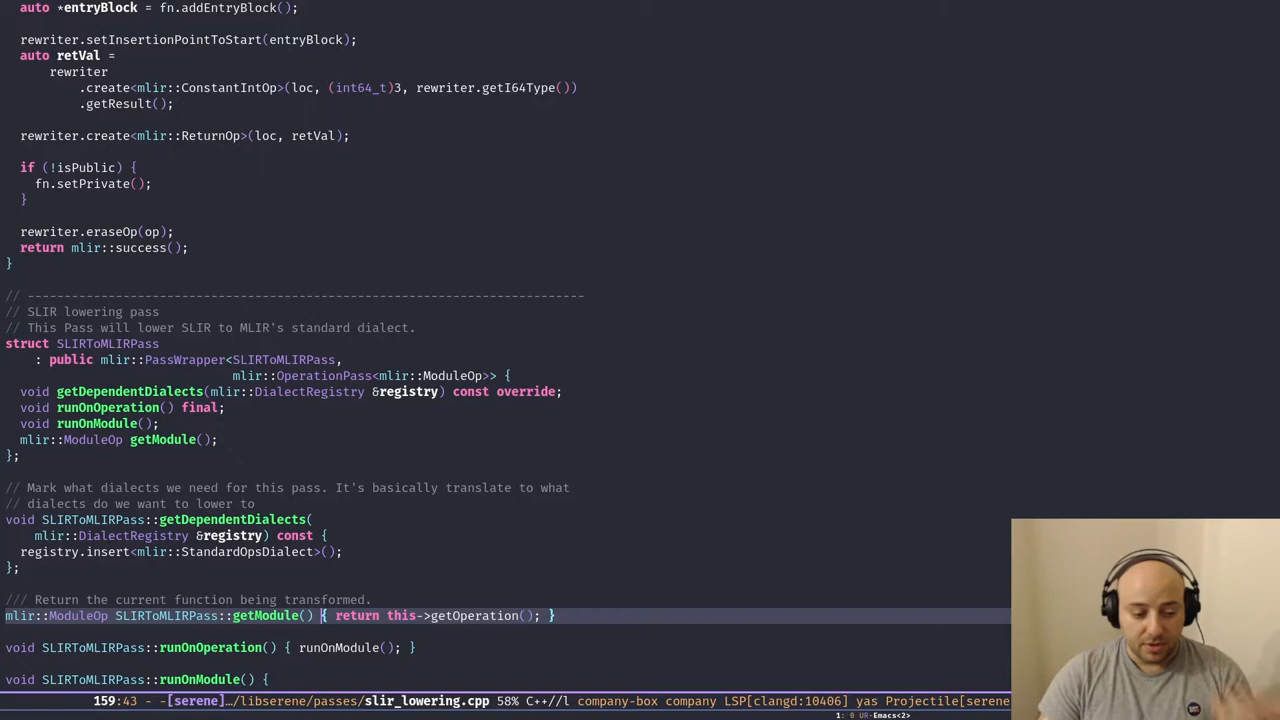 auto *entryBlock = fn.addEntryBlock();
rewriter.setInsertionPointToStart(entryBlock);
auto retVal =
rewriter
.create<mlir::ConstantIntOp>(loc, (int64_t)3, rewriter.getI64Type())
.getResult();
rewriter.create<mlir::ReturnOp>(loc, retVal);
if (!isPublic) {
fn.setPrivate();
}
rewriter.eraseOp(op);
return mlir::success();
}
// ----------------------------------------------------------------------------
// SLIR lowering pass
// This Pass will lower SLIR to MLIR's standard dialect.
struct SLIRToMLIRPass
: public mlir::PassWrapper<SLIRToMLIRPass,
mlir::OperationPass<mlir::ModuleOp>> {
void getDependentDialects(mlir::DialectRegistry &registry) const override;
void runOnOperation() final;
void runOnModule();
mlir::ModuleOp getModule();
};
// Mark what dialects we need for this pass. It's basically translate to what
// dialects do we want to lower to
void SLIRToMLIRPass::getDependentDialects(
mlir::DialectRegistry &registry) const {
registry.insert<mlir::StandardOpsDialect>();
};
/// Return the current function being transformed.
mlir::ModuleOp SLIRToMLIRPass::getModule() { return this->getOperation(); }
void SLIRToMLIRPass::runOnOperation() { runOnModule(); }
void SLIRToMLIRPass::runOnModule() {
159:43 - -[serene]…/libserene/passes/slir_lowering.cpp 58% C++//l company-box company LSP[clangd:10406] yas Projectile[serene
1: 0 UR-Emacs<2>